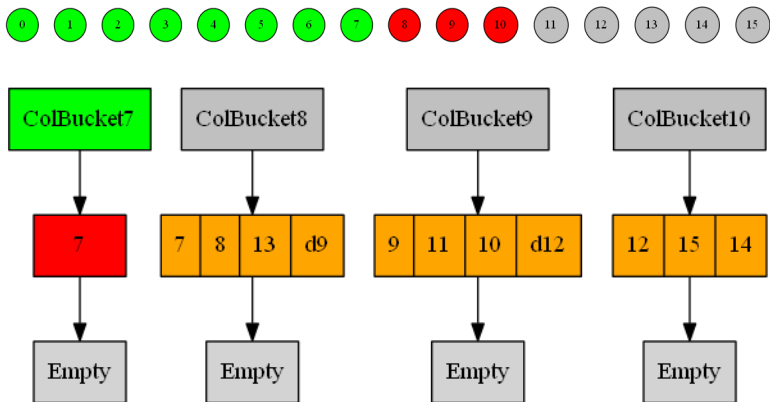 0 1 2 3 4 5 6 7 8 9 10 11 12 13 14 15
ColBucket7 ColBucket8 ColBucket9 ColBucket10
7 7 8 13 d9 9 11 10 d12 12 15 14
Empty Empty Empty Empty